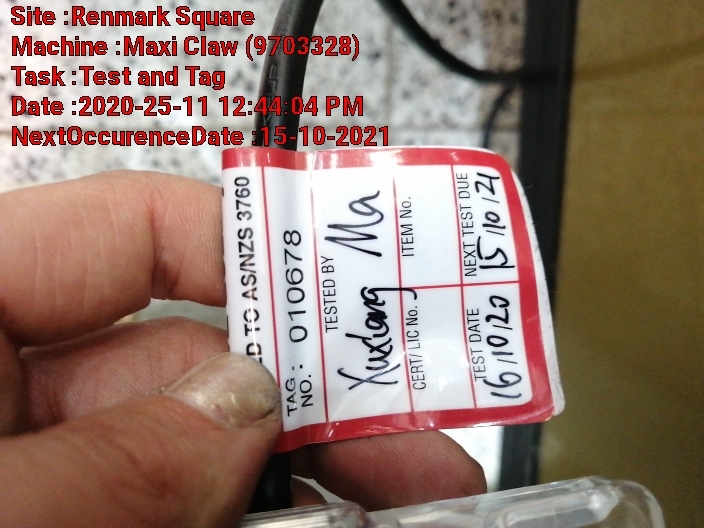 Site :Renmark Square
Machine :Maxi Claw (9703328)
Task :Test and Tag
Date :2020-25-11 12:44:04 PM
NextOccurenceDate :15-10-2021
ED TO AS/NZS 3760
TAG NO.: 010678
TESTED BY
Xuxiang Ma
CERT/ LIC No.
ITEM No.
TEST DATE
16/10/20
NEXT TEST DUE
15/10/21